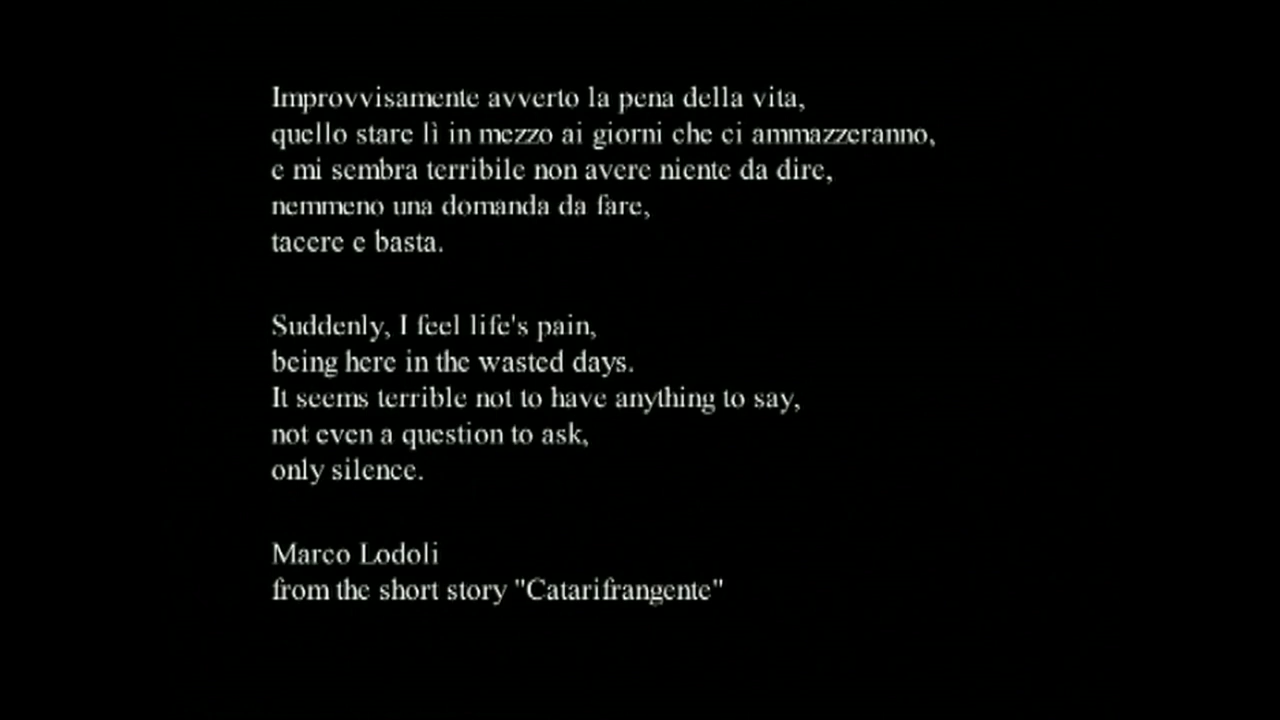 Improvvisamente avverto la pena della vita,
quello stare lì in mezzo ai giorni che ci ammazzeranno,
e mi sembra terribile non avere niente da dire,
nemmeno una domanda da fare,
tacere e basta.
Suddenly, I feel life's pain,
being here in the wasted days.
It seems terrible not to have anything to say,
not even a question to ask,
only silence.
Marco Lodoli
from the short story "Catarifrangente"